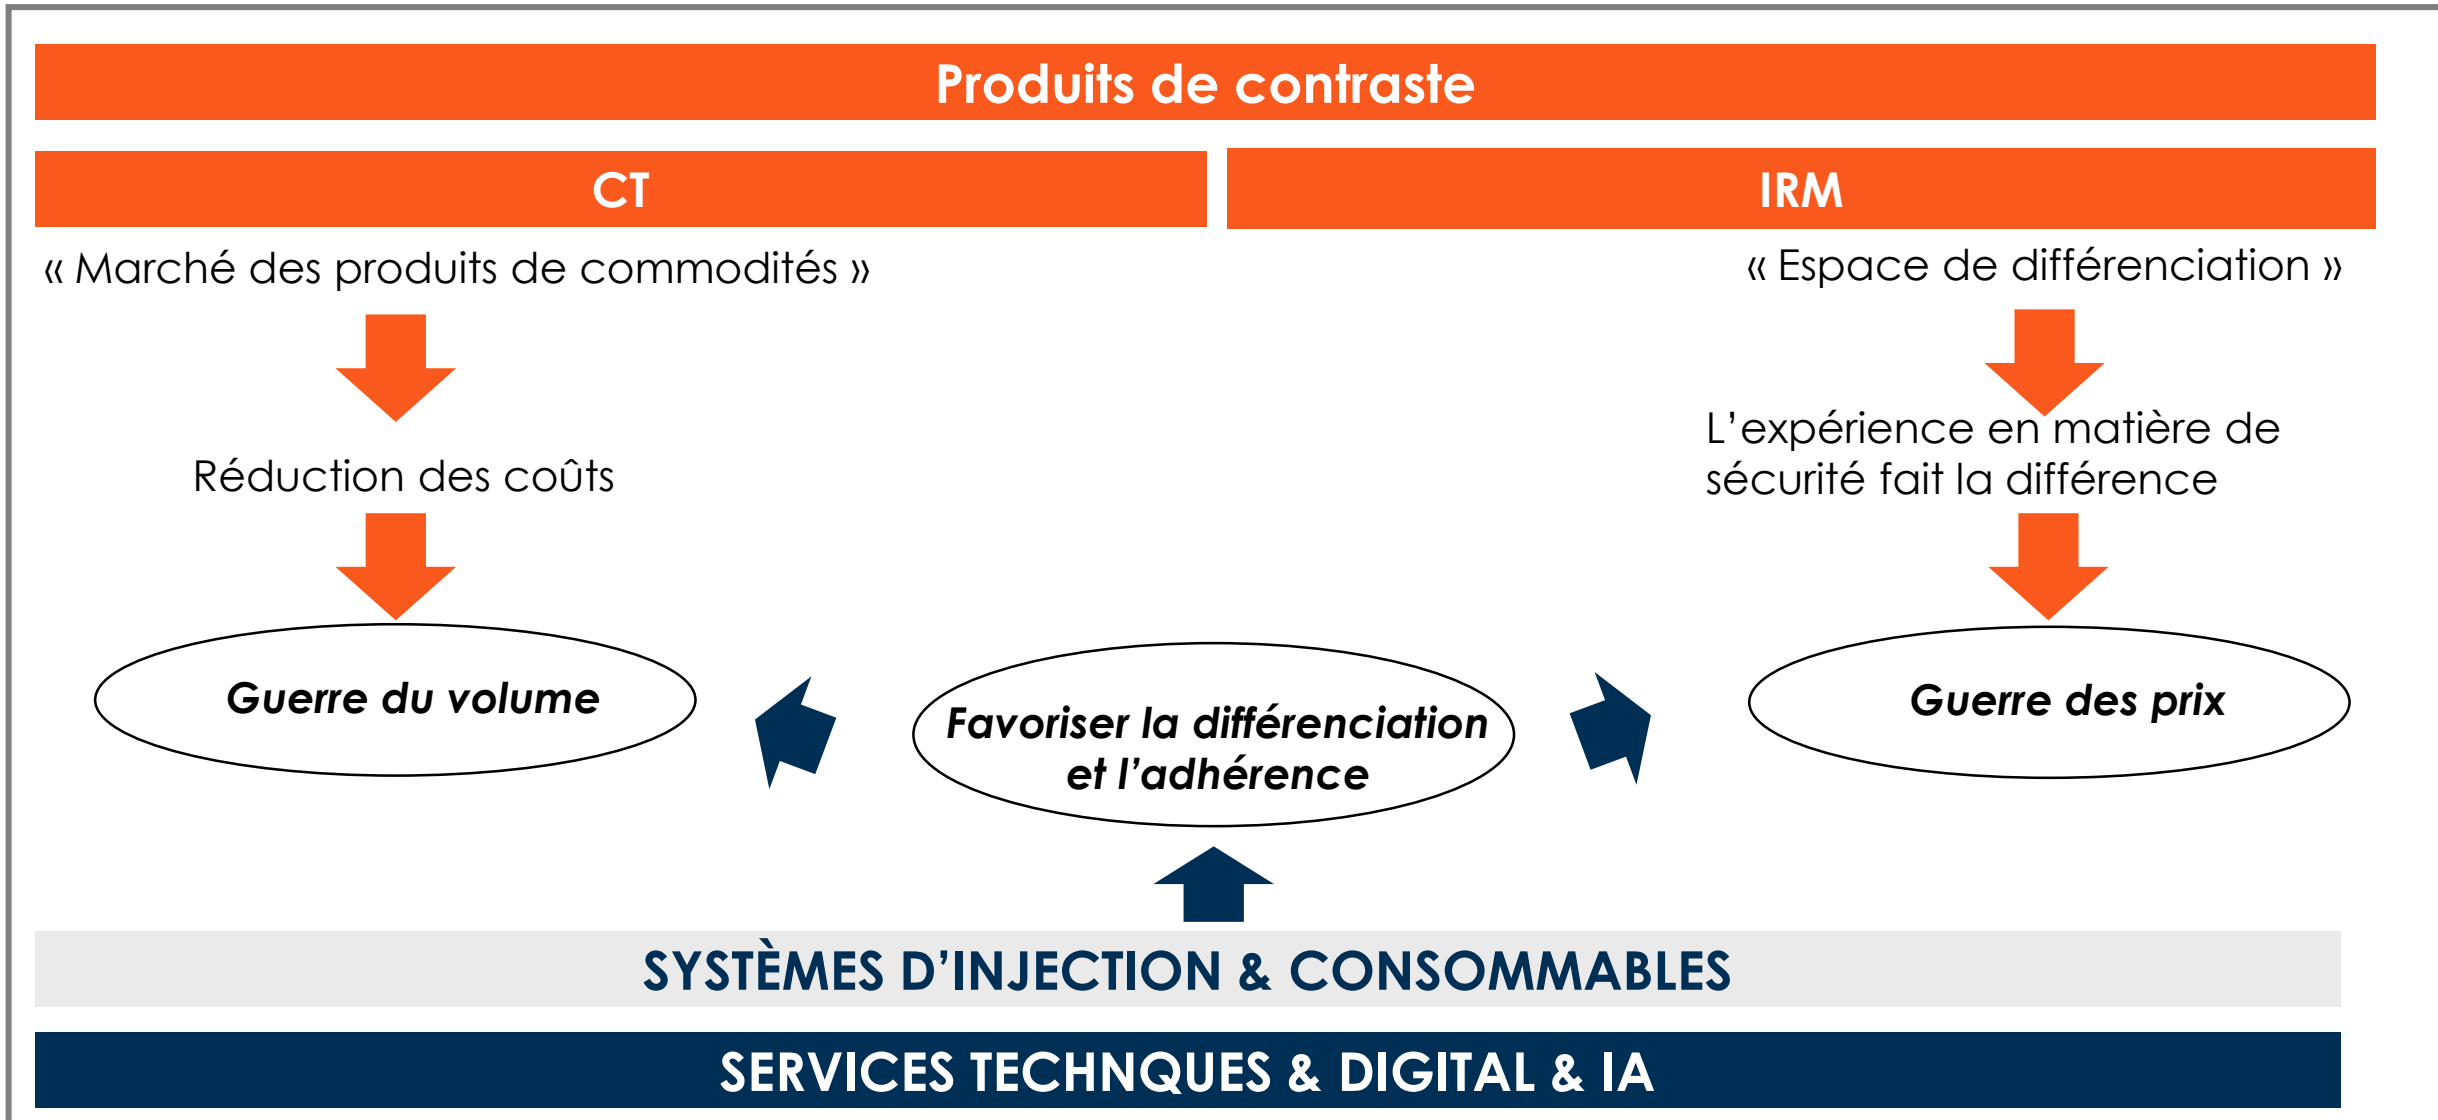 Produits de contraste
CT
IRM
« Marché des produits de commodités »
« Espace de différenciation »
Réduction des coûts
L’expérience en matière de
sécurité fait la différence
Guerre du volume
Favoriser la différenciation
et l’adhérence
Guerre des prix
SYSTÈMES D’INJECTION & CONSOMMABLES
SERVICES TECHNQUES & DIGITAL & IA